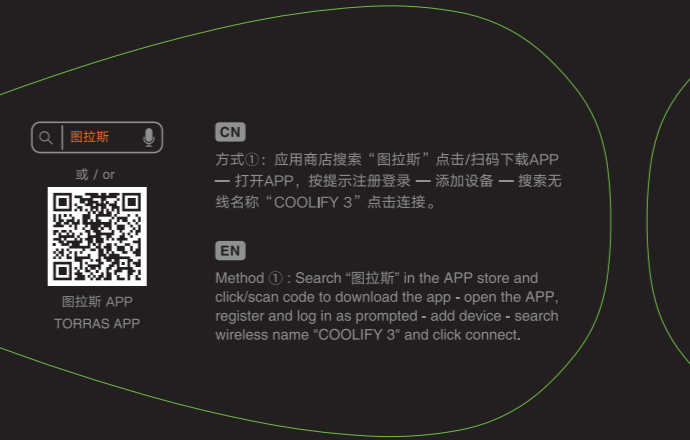 图拉斯
或 / or
图拉斯 APP
TORRAS APP
CN
方式①：应用商店搜索“图拉斯”点击/扫码下载APP
— 打开APP，按提示注册登录 — 添加设备 — 搜索无
线名称“COOLIFY 3”点击连接。
EN
Method ① : Search “图拉斯” in the APP store and
click/scan code to download the app - open the APP,
register and log in as prompted - add device - search
wireless name "COOLIFY 3" and click connect.